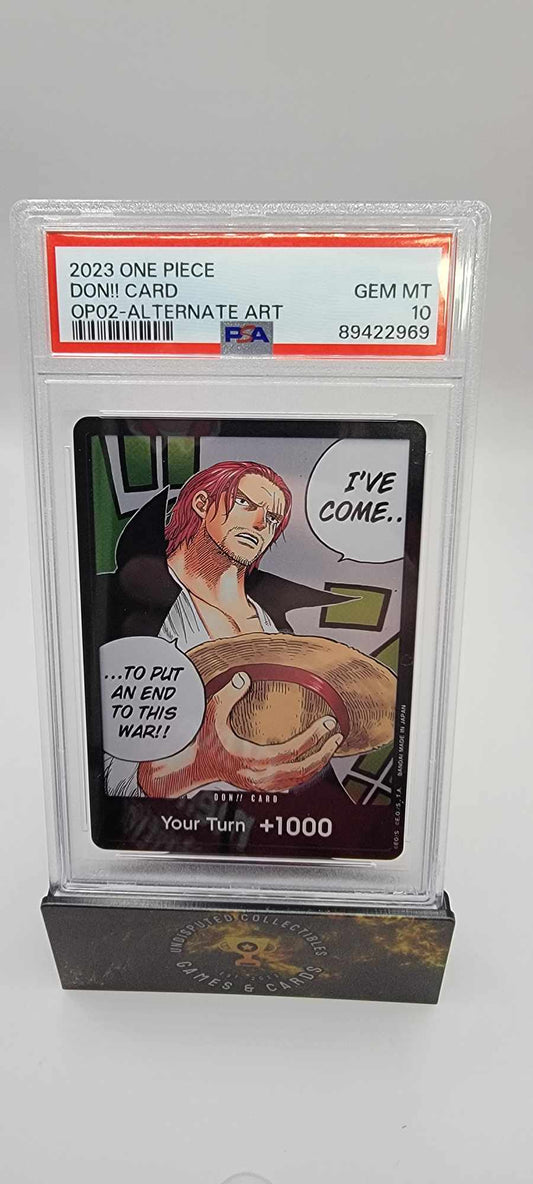 2023 ONE PIECE
DON!! CARD
GEM MT
OP02-ALTERNATE ART
10
PSA
89422969
I'VE
COME..
...TO PUT
AN END
TO THIS
WAR!!
DON!! CARD
Your Turn +1000
©E.O./S., T.A. BANDAI MADE IN JAPAN
UNDISPUTED COLLECTIBLES
GAMES & CARDS